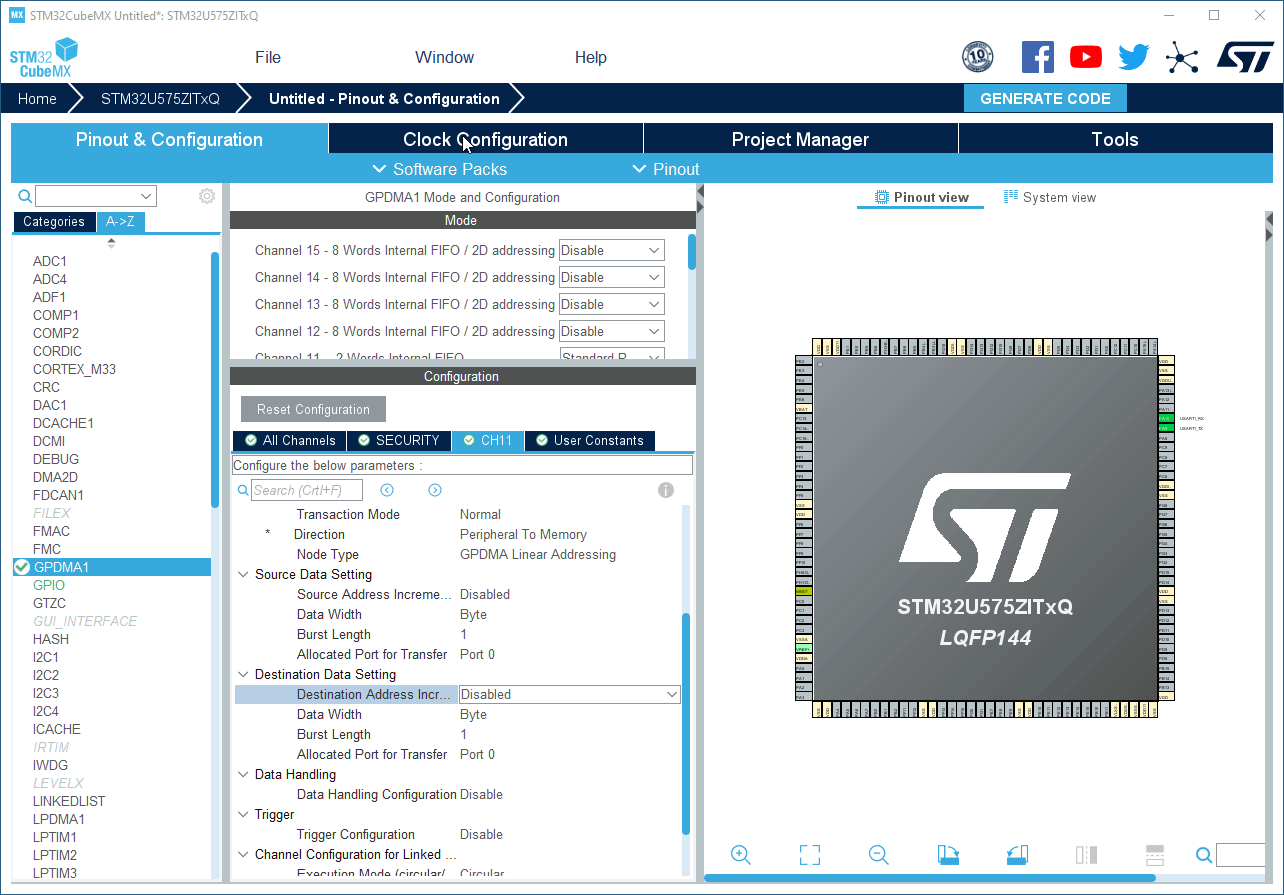 MX STM32CubeMX Untitled*: STM32U575ZITxQ
STM32
CubeMX
File Window Help
10
Home STM32U575ZITxQ Untitled - Pinout & Configuration GENERATE CODE
Pinout & Configuration Clock Configuration Project Manager Tools
Software Packs Pinout
Categories A->Z
ADC1
ADC4
ADF1
COMP1
COMP2
CORDIC
CORTEX_M33
CRC
DAC1
DCACHE1
DCMI
DEBUG
DMA2D
FDCAN1
FILEX
FMAC
FMC
GPDMA1
GPIO
GTZC
GUI_INTERFACE
HASH
I2C1
I2C2
I2C3
I2C4
ICACHE
IRTIM
IWDG
LEVELX
LINKEDLIST
LPDMA1
LPTIM1
LPTIM2
LPTIM3
GPDMA1 Mode and Configuration
Mode
Channel 15 - 8 Words Internal FIFO / 2D addressing Disable
Channel 14 - 8 Words Internal FIFO / 2D addressing Disable
Channel 13 - 8 Words Internal FIFO / 2D addressing Disable
Channel 12 - 8 Words Internal FIFO / 2D addressing Disable
Channel 11 - 2 Words Internal FIFO Standard R...
Configuration
Reset Configuration
All Channels SECURITY CH11 User Constants
Configure the below parameters :
Search (CrtI+F)
Transaction Mode Normal
* Direction Peripheral To Memory
Node Type GPDMA Linear Addressing
Source Data Setting
Source Address Increme... Disabled
Data Width Byte
Burst Length 1
Allocated Port for Transfer Port 0
Destination Data Setting
Destination Address Incr... Disabled
Data Width Byte
Burst Length 1
Allocated Port for Transfer Port 0
Data Handling
Data Handling Configuration Disable
Trigger
Trigger Configuration Disable
Channel Configuration for Linked ...
Execution Mode (circular/ Circular
Pinout view System view
USART1_RX
USART1_TX
ST
STM32U575ZITxQ
LQFP144